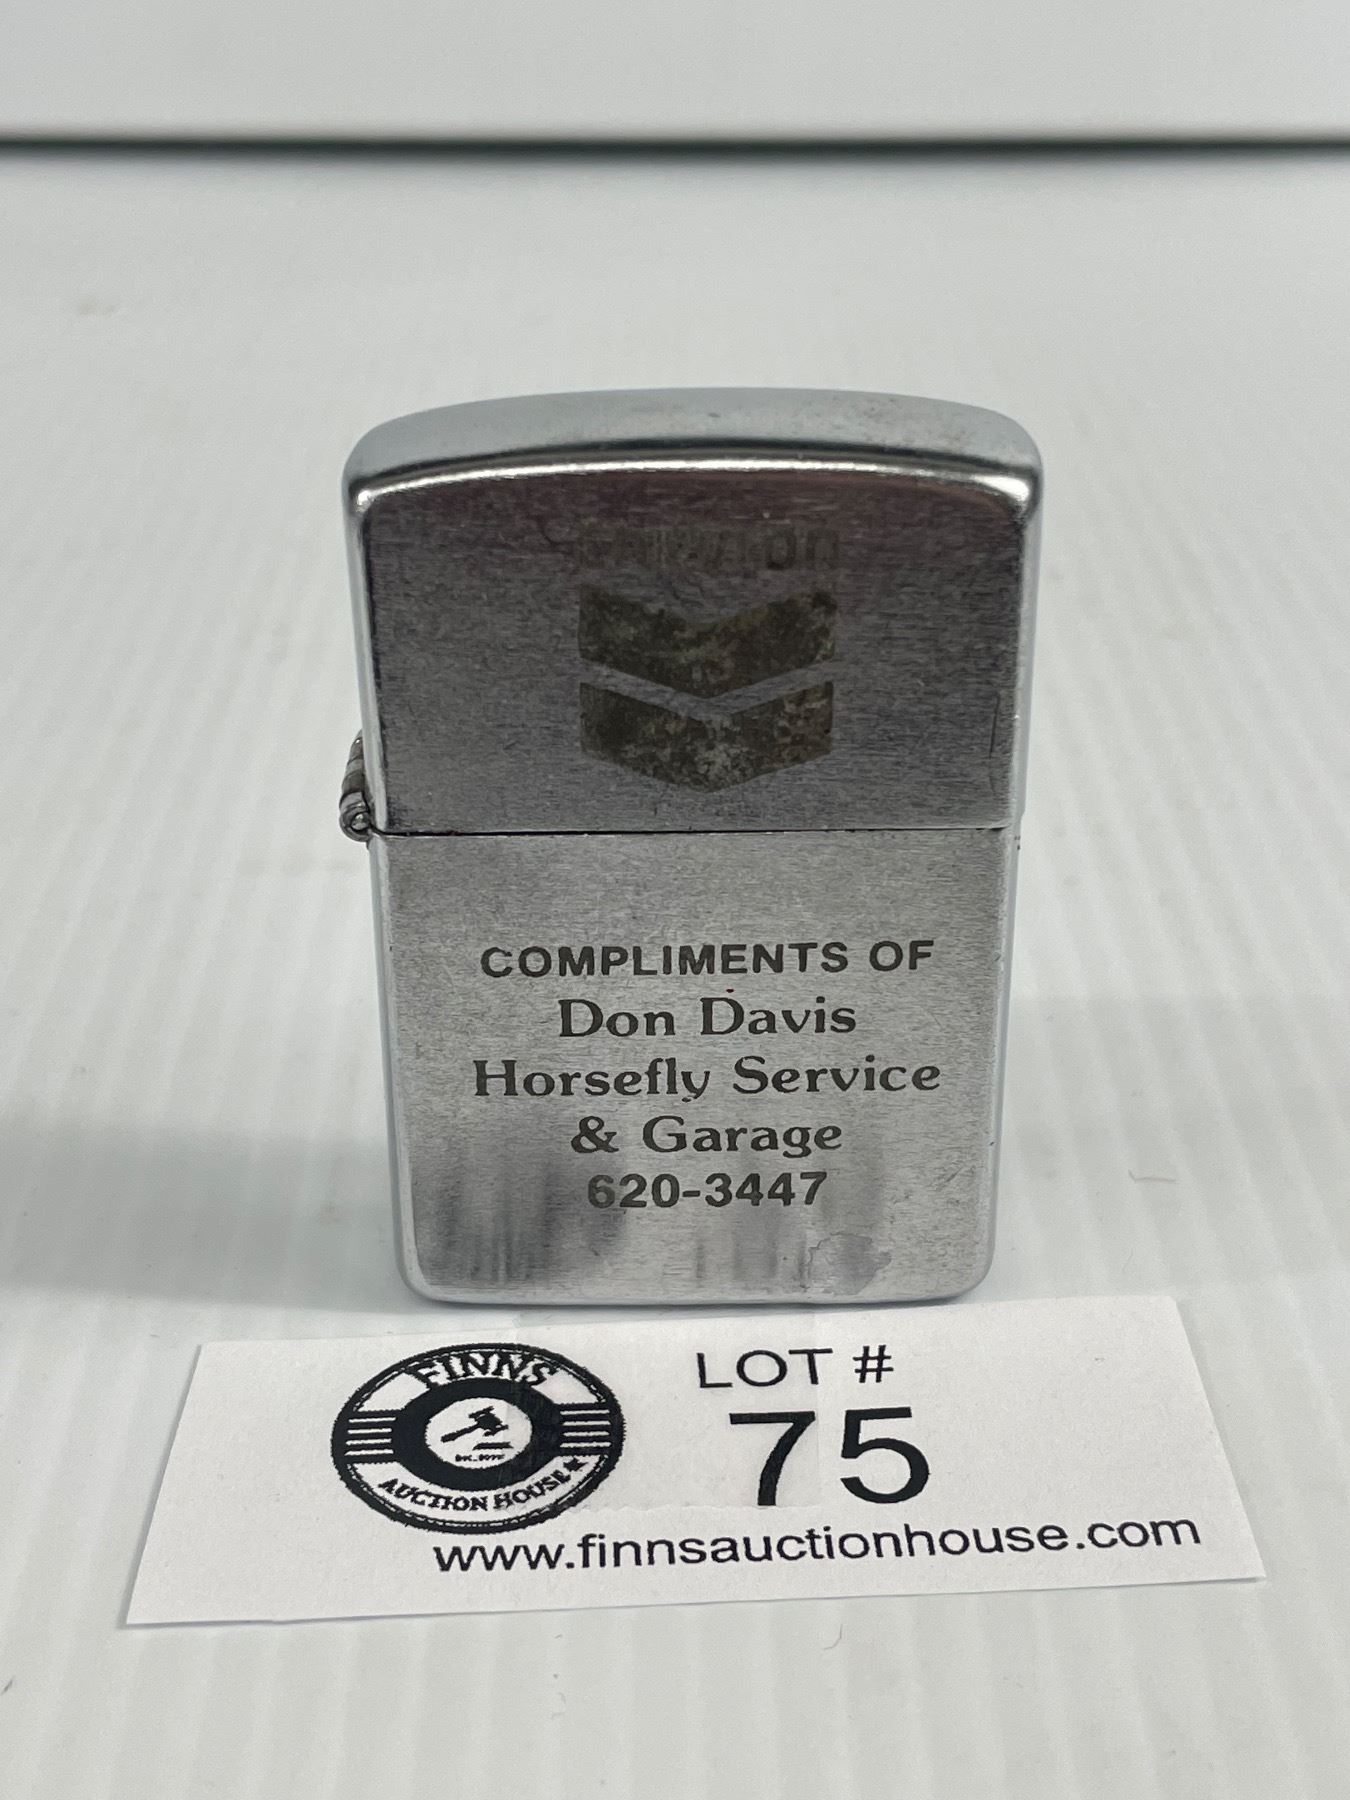 COMPLIMENTS OF
Don Davis
Horsefly Service
& Garage
620-3447
FINNS
AUCTION HOUSE
LOT #
75
www.finnsauctionhouse.com